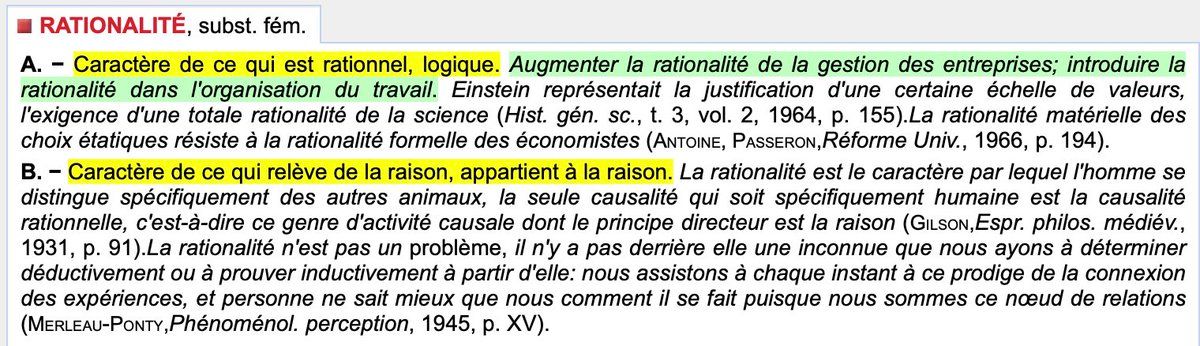 RATIONALITÉ, subst. fém.
A. − Caractère de ce qui est rationnel, logique. Augmenter la rationalité de la gestion des entreprises; introduire la
rationalité dans l'organisation du travail. Einstein représentait la justification d'une certaine échelle de valeurs,
l'exigence d'une totale rationalité de la science (Hist. gén. sc., t. 3, vol. 2, 1964, p. 155).La rationalité matérielle des
choix étatiques résiste à la rationalité formelle des économistes (ANTOINE, PASSERON,Réforme Univ., 1966, p. 194).
B. − Caractère de ce qui relève de la raison, appartient à la raison. La rationalité est le caractère par lequel l'homme se
distingue spécifiquement des autres animaux, la seule causalité qui soit spécifiquement humaine est la causalité
rationnelle, c'est-à-dire ce genre d'activité causale dont le principe directeur est la raison (GILSON,Espr. philos. médiév.,
1931, p. 91).La rationalité n'est pas un problème, il n'y a pas derrière elle une inconnue que nous ayons à déterminer
déductivement ou à prouver inductivement à partir d'elle: nous assistons à chaque instant à ce prodige de la connexion
des expériences, et personne ne sait mieux que nous comment il se fait puisque nous sommes ce nœud de relations
(MERLEAU-PONTY,Phénoménol. perception, 1945, p. XV).